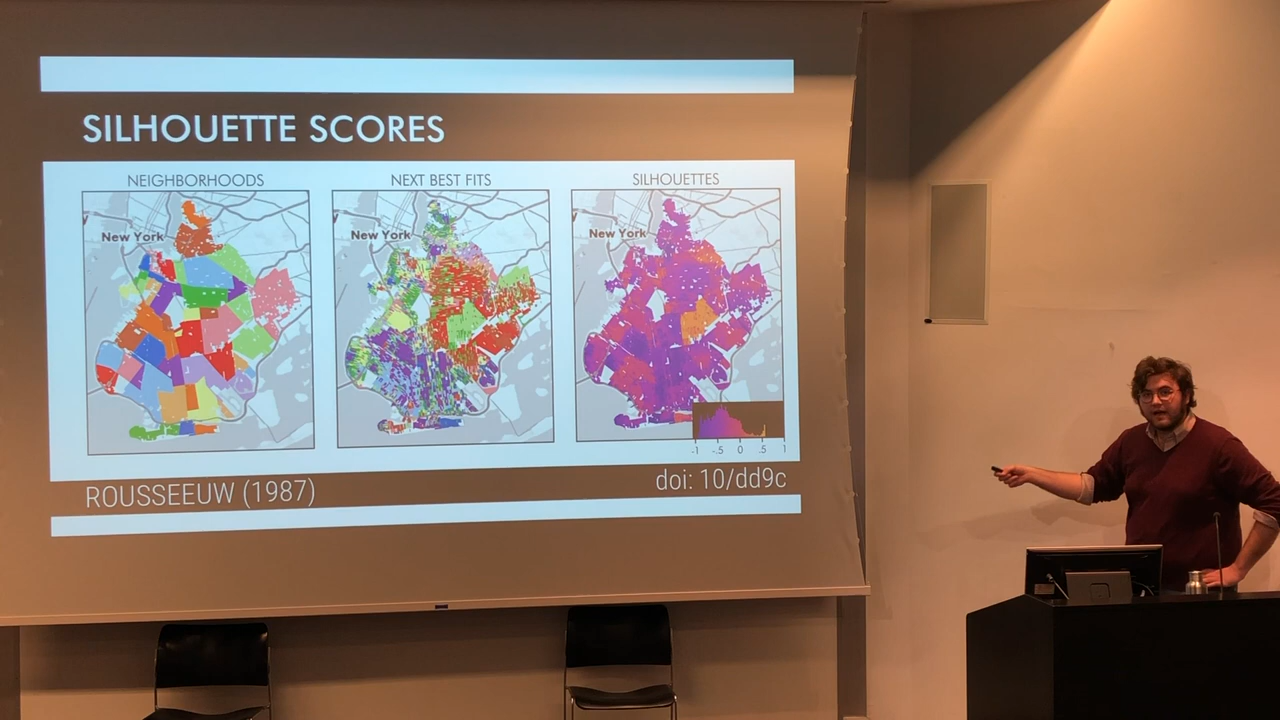 SILHOUETTE SCORES
NEIGHBORHOODS
NEXT BEST FITS
SILHOUETTES
New York
New York
New York
-1 -.5 0 .5 1
ROUSSEEUW (1987)
doi: 10/dd9c